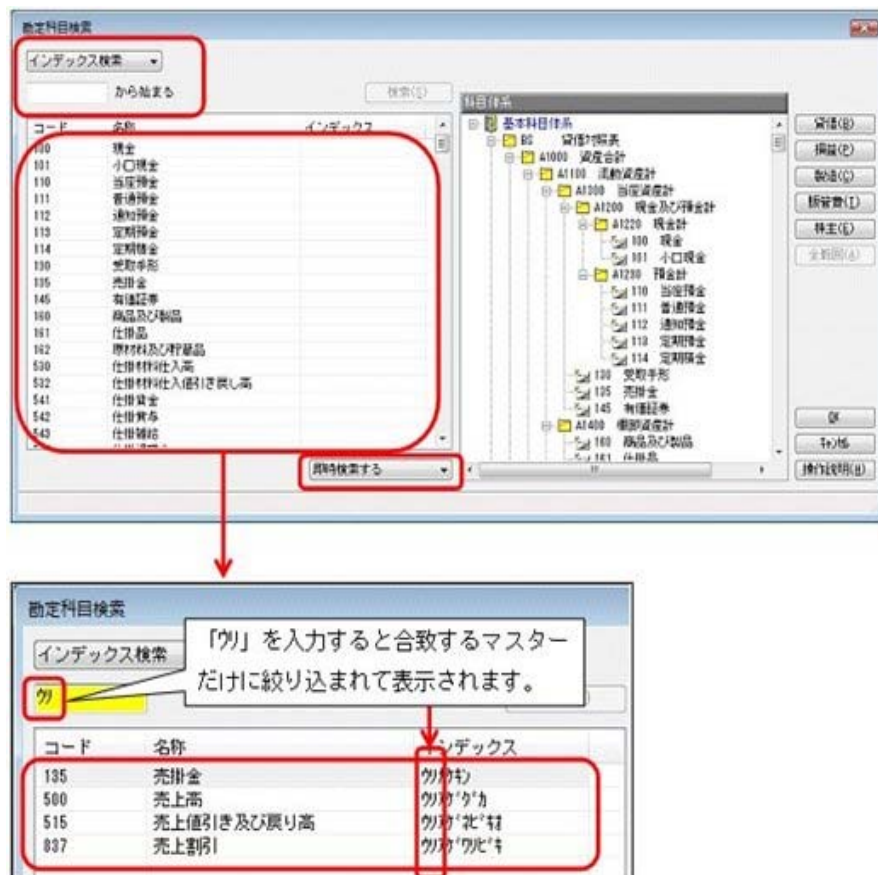 勘定科目検索
インデックス検索
から始まる
検索(S)
コード 名称 インデックス
100 現金
101 小口現金
110 当座預金
111 普通預金
112 通知預金
113 定期預金
114 定期積金
130 受取手形
135 売掛金
145 有価証券
160 商品及び製品
161 仕掛品
162 原材料及び貯蔵品
530 仕掛材料仕入高
532 仕掛材料仕入値引き戻し高
541 仕掛賃金
542 仕掛賞与
543 仕掛雑給
即時検索する
科目体系
基本科目体系
BS 貸借対照表
A1000 資産合計
A1100 流動資産計
A1300 当座資産計
A1200 現金及び預金計
A1220 現金計
100 現金
101 小口現金
A1230 預金計
110 当座預金
111 普通預金
112 通知預金
113 定期預金
114 定期積金
130 受取手形
135 売掛金
145 有価証券
A1400 棚卸資産計
160 商品及び製品
161 仕掛品
貸借(B)
損益(P)
製造(C)
販管費(I)
株主(E)
全範囲(A)
OK
キャンセル
操作説明(H)
勘定科目検索
インデックス検索
「ウリ」を入力すると合致するマスター
だけに絞り込まれて表示されます。
ウリ
コード 名称 インデックス
135 売掛金 ウリカケキン
500 売上高 ウリアゲダカ
515 売上値引き及び戻り高
837 売上割引 ウリアゲワリビキ